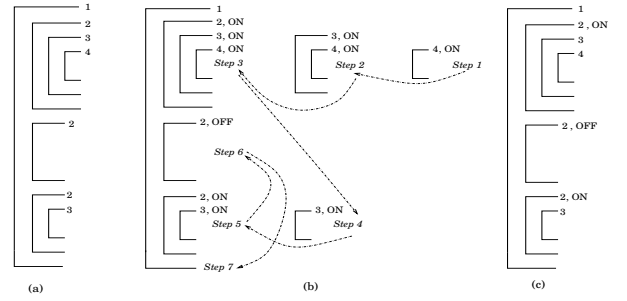 1
2
3
4
2
2
3
(a)
1
2, ON
3, ON
4, ON
Step 3
3, ON
4, ON
Step 2
4, ON
Step 1
2, OFF
Step 6
2, ON
3, ON
Step 5
3, ON
Step 4
Step 7
(b)
1
2, ON
3
4
2, OFF
2, ON
3
(c)